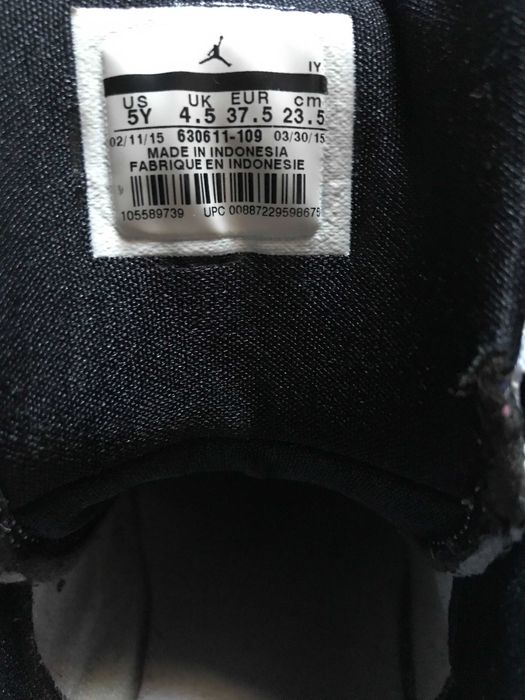 IY
US UK EUR cm
5Y 4.5 37.5 23.5
02/11/15 630611-109 03/30/15
MADE IN INDONESIA
FABRIQUE EN INDONESIE
105589739 UPC 00887229598675